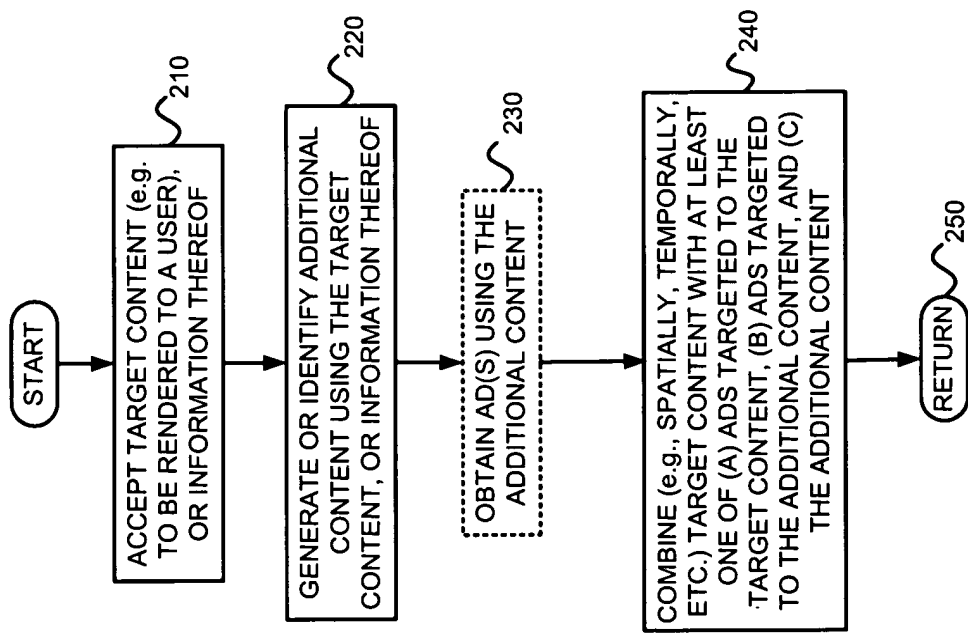 START
ACCEPT TARGET CONTENT (e.g.
TO BE RENDERED TO A USER),
OR INFORMATION THEREOF
210
GENERATE OR IDENTIFY ADDITIONAL
CONTENT USING THE TARGET
CONTENT, OR INFORMATION THEREOF
220
OBTAIN AD(S) USING THE
ADDITIONAL CONTENT
230
COMBINE (e.g., SPATIALLY, TEMPORALLY,
ETC.) TARGET CONTENT WITH AT LEAST
ONE OF (A) ADS TARGETED TO THE
TARGET CONTENT, (B) ADS TARGETED
TO THE ADDITIONAL CONTENT, AND (C)
THE ADDITIONAL CONTENT
240
RETURN
250